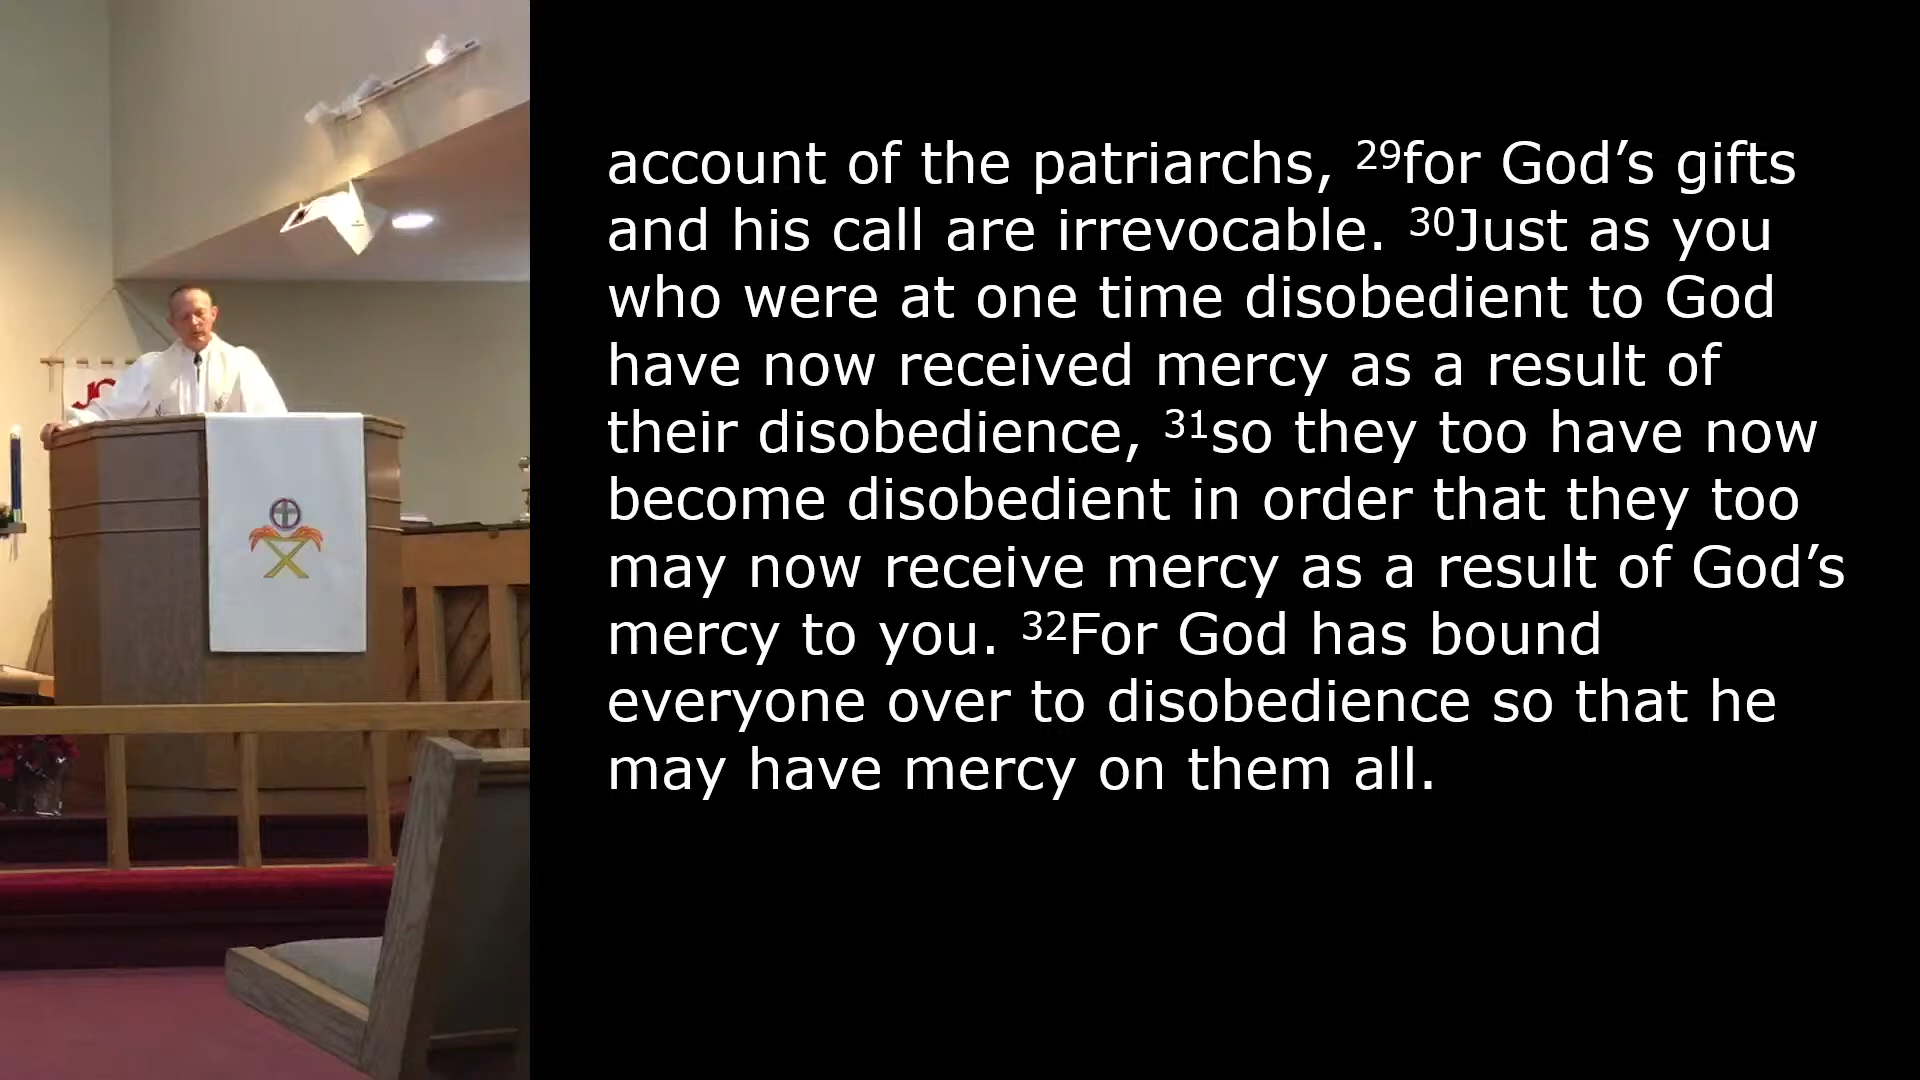 account of the patriarchs, 29for God’s gifts
and his call are irrevocable. 30Just as you
who were at one time disobedient to God
have now received mercy as a result of
their disobedience, 31so they too have now
become disobedient in order that they too
may now receive mercy as a result of God’s
mercy to you. 32For God has bound
everyone over to disobedience so that he
may have mercy on them all.